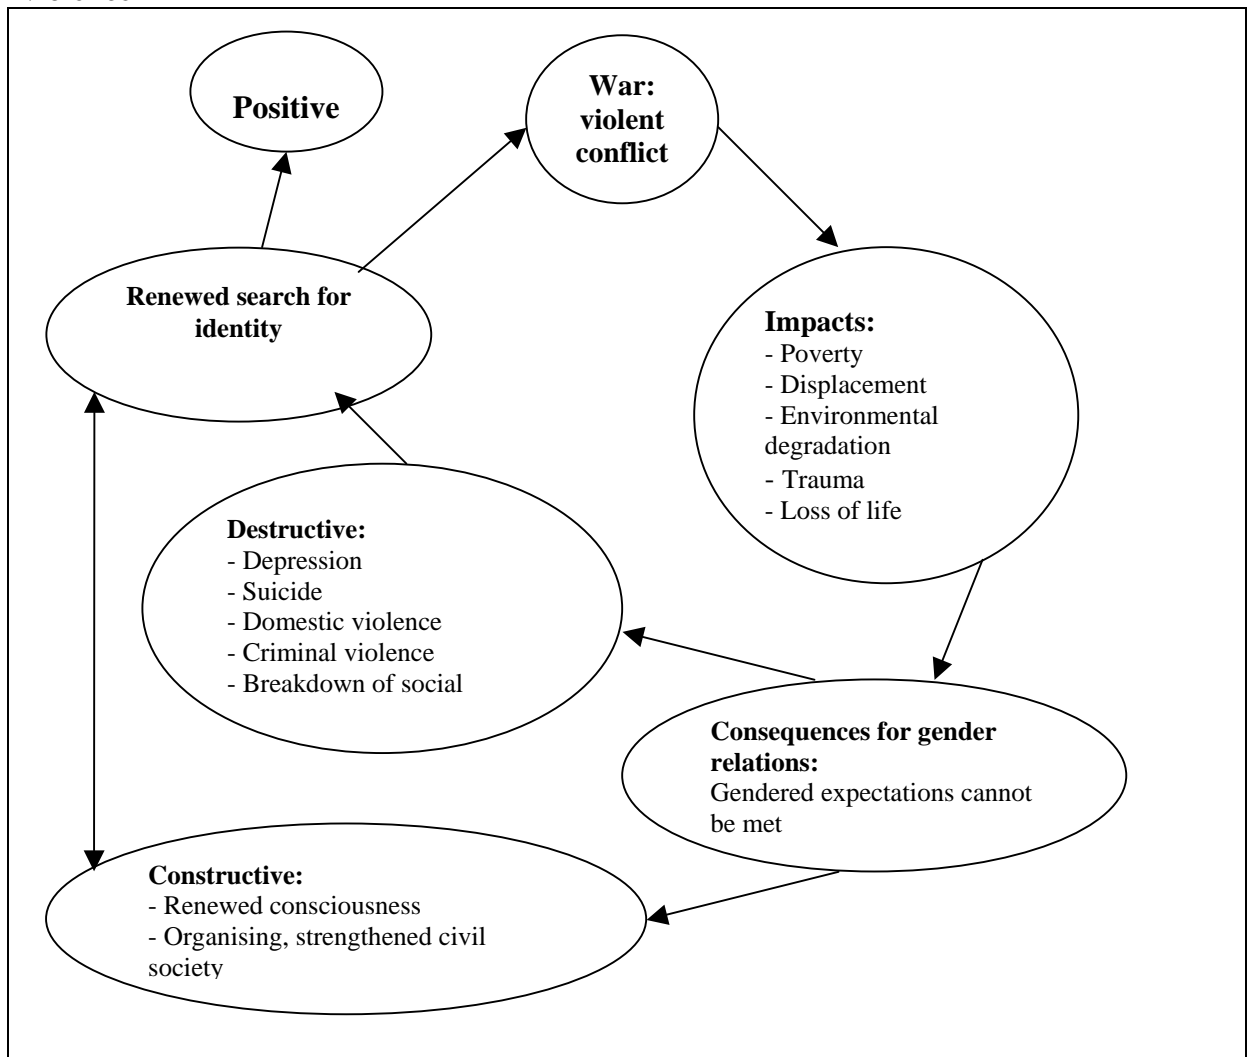 Positive
War:
violent
conflict
Renewed search for
identity
Impacts:
- Poverty
- Displacement
- Environmental
degradation
- Trauma
- Loss of life
Destructive:
- Depression
- Suicide
- Domestic violence
- Criminal violence
- Breakdown of social
Consequences for gender
relations:
Gendered expectations cannot
be met
Constructive:
- Renewed consciousness
- Organising, strengthened civil
society